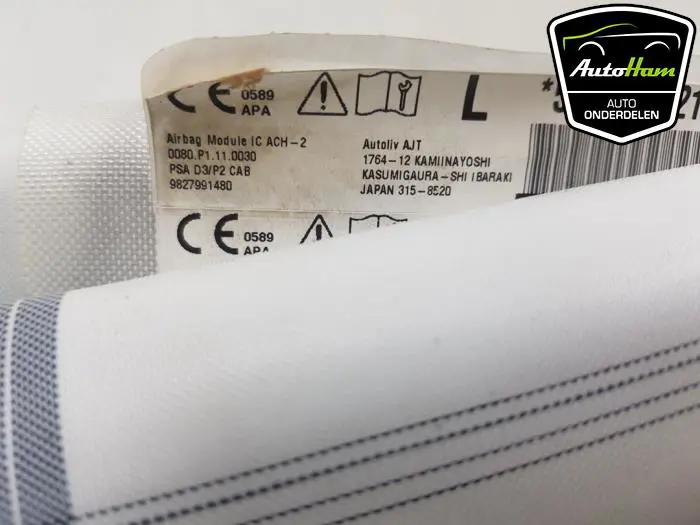 AutoHam
AUTO
ONDERDELEN
CE 0589
APA
L
Airbag Module IC ACH-2
0080.P1.11.0030
PSA D3/P2 CAB
9827991480
Autoliv AJT
1764-12 KAMIINAYOSHI
KASUMIGAURA-SHI IBARAKI
JAPAN 315-8520
CE 0589
APA